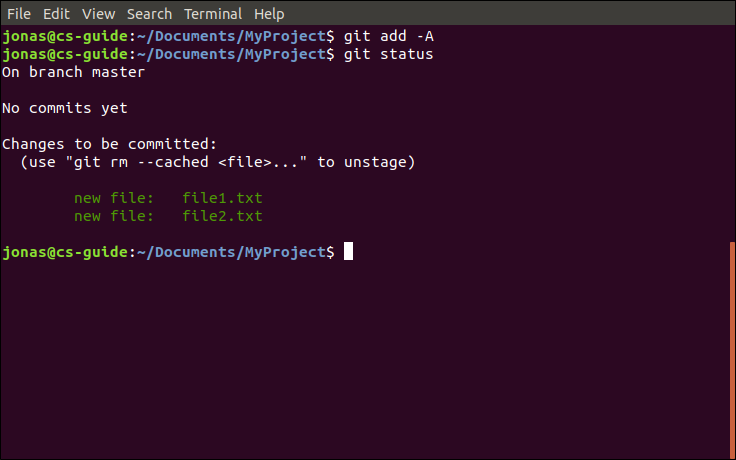 File Edit View Search Terminal Help
jonas@cs-guide:~/Documents/MyProject$ git add -A
jonas@cs-guide:~/Documents/MyProject$ git status
On branch master
No commits yet
Changes to be committed:
  (use "git rm --cached <file>..." to unstage)
        new file:   file1.txt
        new file:   file2.txt
jonas@cs-guide:~/Documents/MyProject$